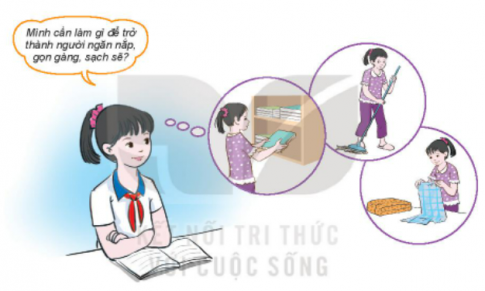 Mình cần làm gì để trở
thành người ngăn nắp,
gọn gàng, sạch sẽ?
KẾT NỐI TRI THỨC
VỚI CUỘC SỐNG